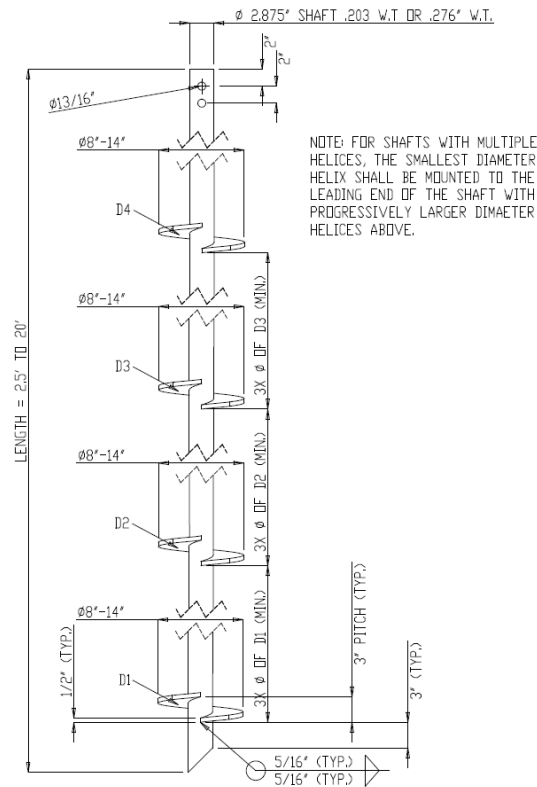 ø 2.875" SHAFT .203 W.T OR .276" W.T.
2"
2"
ø13/16"
ø8"-14"
NOTE: FOR SHAFTS WITH MULTIPLE
HELICES, THE SMALLEST DIAMETER
HELIX SHALL BE MOUNTED TO THE
LEADING END OF THE SHAFT WITH
PROGRESSIVELY LARGER DIMAETER
HELICES ABOVE.
D4
ø8"-14"
3X ø OF D3 (MIN.)
LENGTH = 2.5' TO 20'
D3
ø8"-14"
3X ø OF D2 (MIN.)
D2
ø8"-14"
3X ø OF D1 (MIN.)
3" PITCH (TYP.)
3" (TYP.)
1/2" (TYP.)
D1
5/16" (TYP.)
5/16" (TYP.)